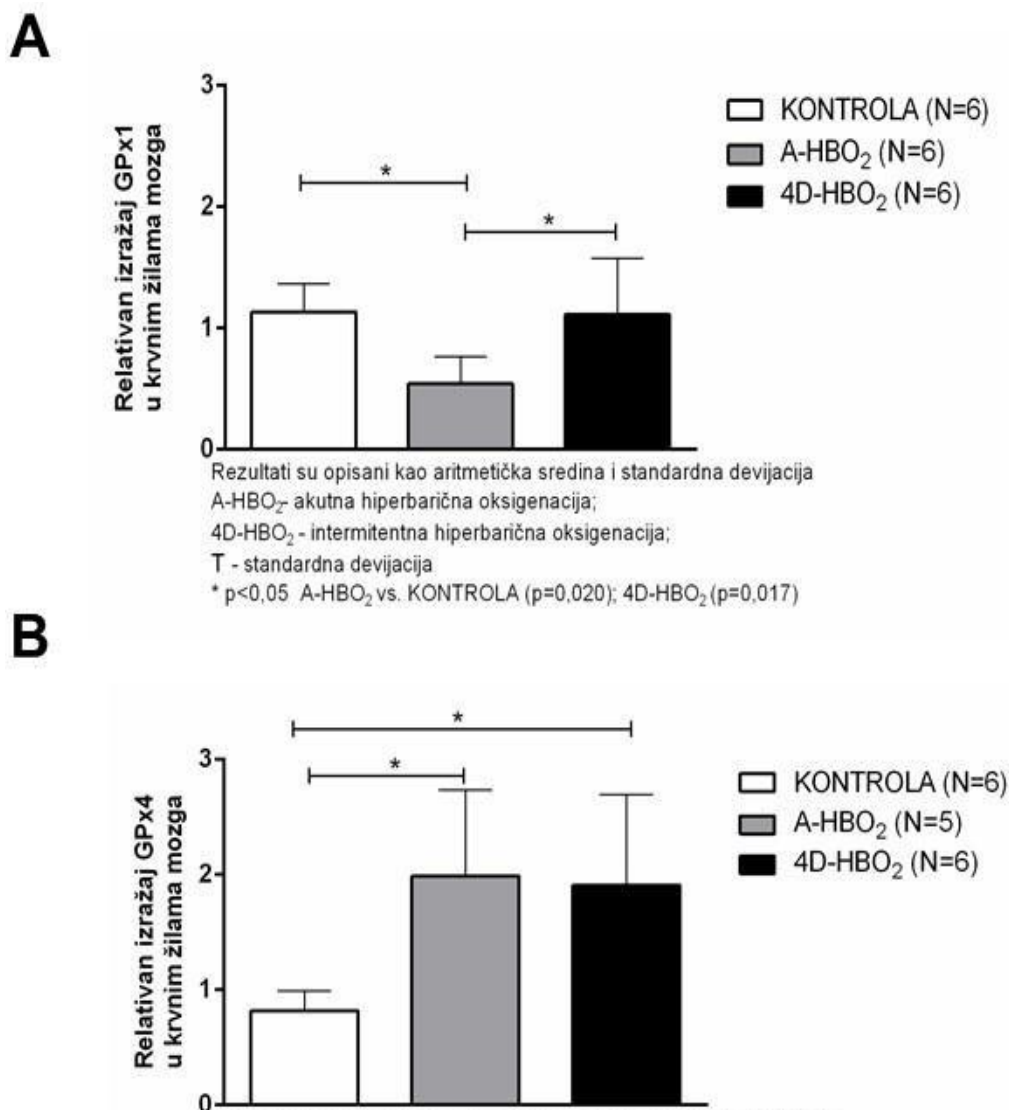 A
Relativan izražaj GPx1
u krvnim žilama mozga
3
2
1
0
*
*
KONTROLA (N=6)
A-HBO₂ (N=6)
4D-HBO₂ (N=6)
Rezultati su opisani kao aritmetička sredina i standardna devijacija
A-HBO₂- akutna hiperbarična oksigenacija;
4D-HBO₂ - intermitentna hiperbarična oksigenacija;
T - standardna devijacija
* p<0,05 A-HBO₂ vs. KONTROLA (p=0,020); 4D-HBO₂ (p=0,017)
B
Relativan izražaj GPx4
u krvnim žilama mozga
3
2
1
0
*
*
KONTROLA (N=6)
A-HBO₂ (N=5)
4D-HBO₂ (N=6)